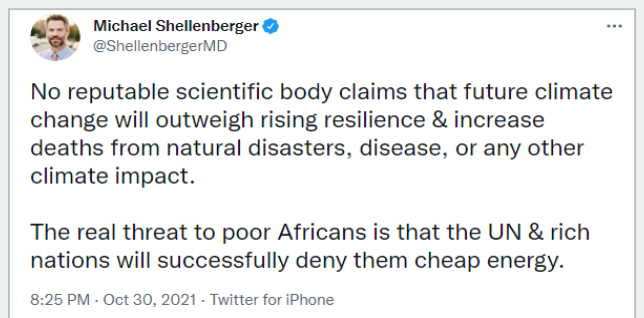 Michael Shellenberger
@ShellenbergerMD
No reputable scientific body claims that future climate
change will outweigh rising resilience & increase
deaths from natural disasters, disease, or any other
climate impact.
The real threat to poor Africans is that the UN & rich
nations will successfully deny them cheap energy.
8:25 PM · Oct 30, 2021 · Twitter for iPhone